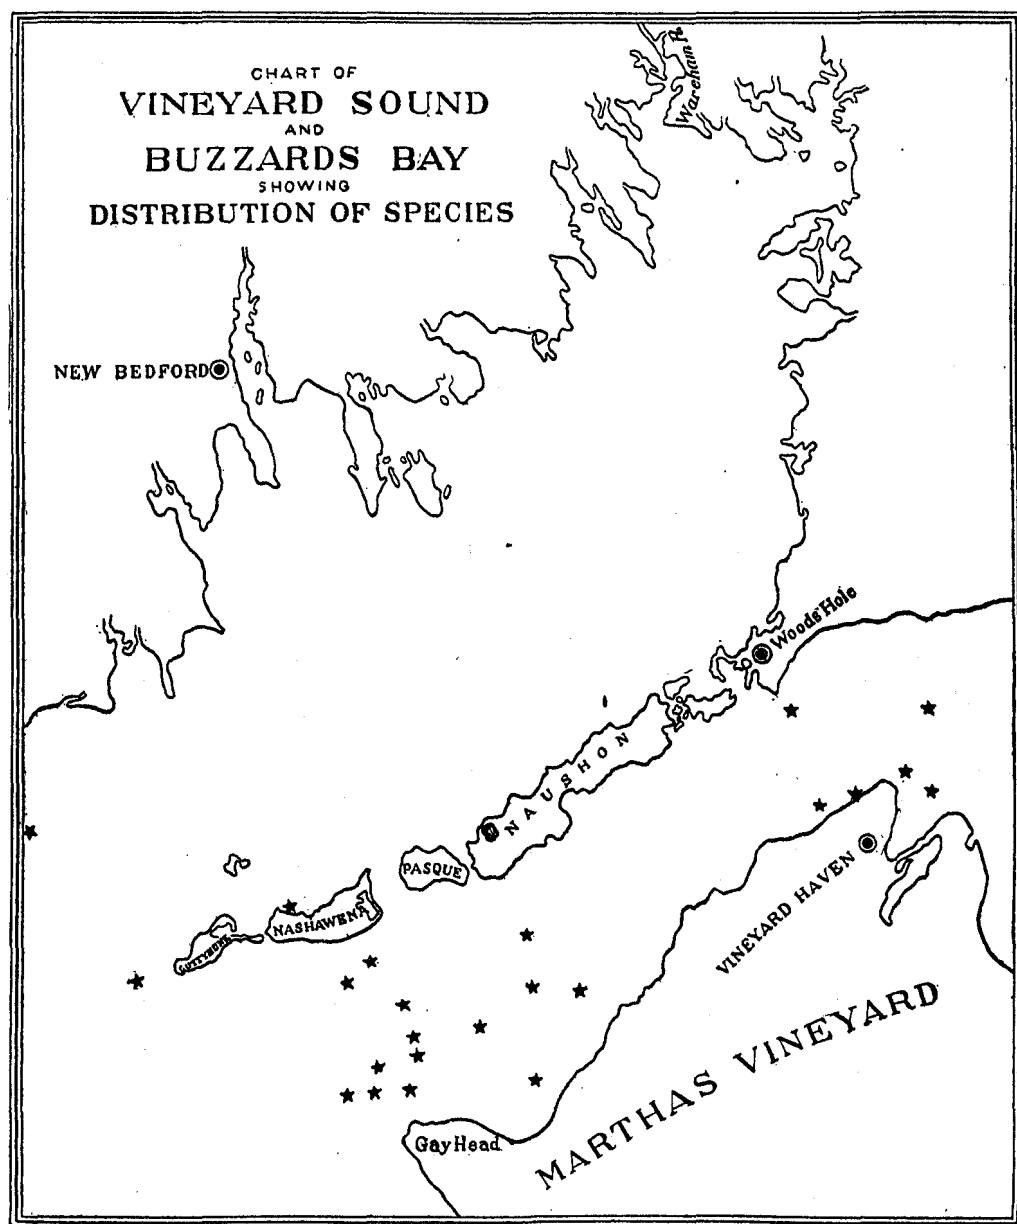 CHART OF
VINEYARD SOUND
AND
BUZZARDS BAY
SHOWING
DISTRIBUTION OF SPECIES
Wareham R.
NEW BEDFORD
Woods Hole
NAUSHON
PASQUE
NASHAWENA
CUTTYHUNK
VINEYARD HAVEN
MARTHAS VINEYARD
Gay Head